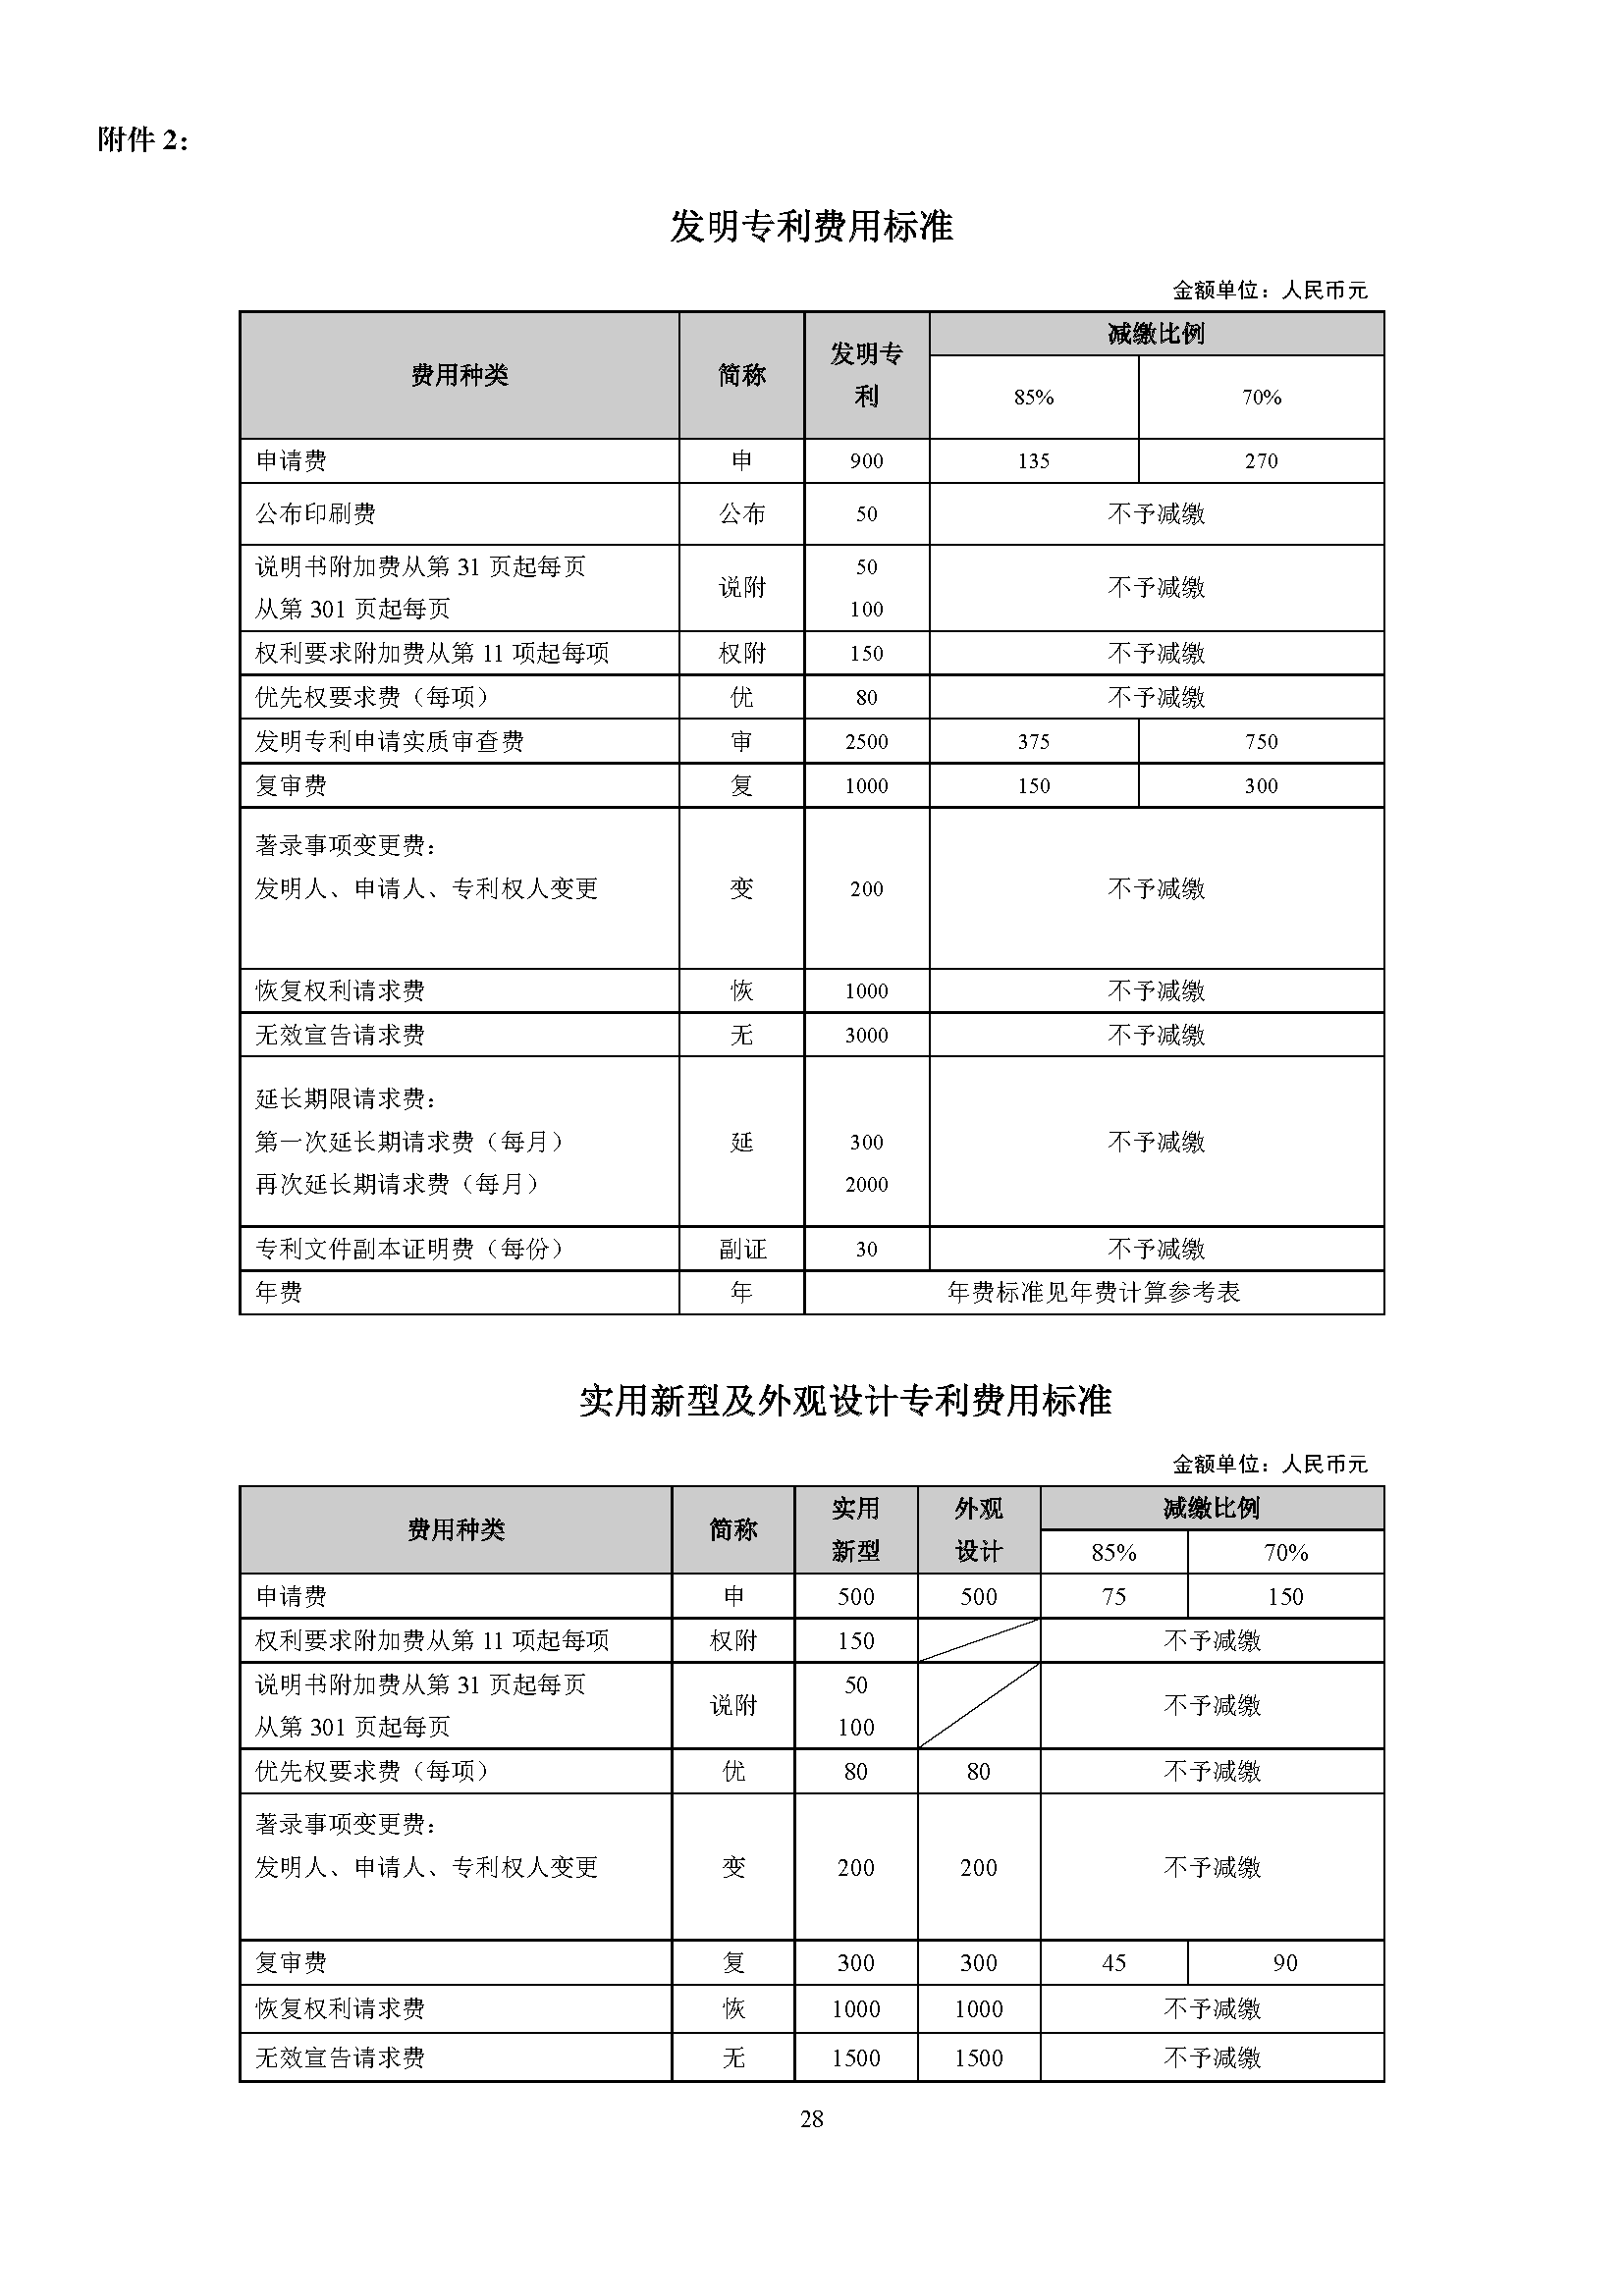 附件 2：
发明专利费用标准
金额单位：人民币元
费用种类 简称 发明专利 减缴比例
85% 70%
申请费 申 900 135 270
公布印刷费 公布 50 不予减缴
说明书附加费从第 31 页起每页 50
说附 不予减缴
从第 301 页起每页 100
权利要求附加费从第 11 项起每项 权附 150 不予减缴
优先权要求费（每项） 优 80 不予减缴
发明专利申请实质审查费 审 2500 375 750
复审费 复 1000 150 300
著录事项变更费：
发明人、申请人、专利权人变更 变 200 不予减缴
恢复权利请求费 恢 1000 不予减缴
无效宣告请求费 无 3000 不予减缴
延长期限请求费：
第一次延长期请求费（每月） 延 300 不予减缴
再次延长期请求费（每月） 2000
专利文件副本证明费（每份） 副证 30 不予减缴
年费 年 年费标准见年费计算参考表
实用新型及外观设计专利费用标准
金额单位：人民币元
费用种类 简称 实用新型 外观设计 减缴比例
85% 70%
申请费 申 500 500 75 150
权利要求附加费从第 11 项起每项 权附 150 不予减缴
说明书附加费从第 31 页起每页 50
说附 不予减缴
从第 301 页起每页 100
优先权要求费（每项） 优 80 80 不予减缴
著录事项变更费：
发明人、申请人、专利权人变更 变 200 200 不予减缴
复审费 复 300 300 45 90
恢复权利请求费 恢 1000 1000 不予减缴
无效宣告请求费 无 1500 1500 不予减缴
28